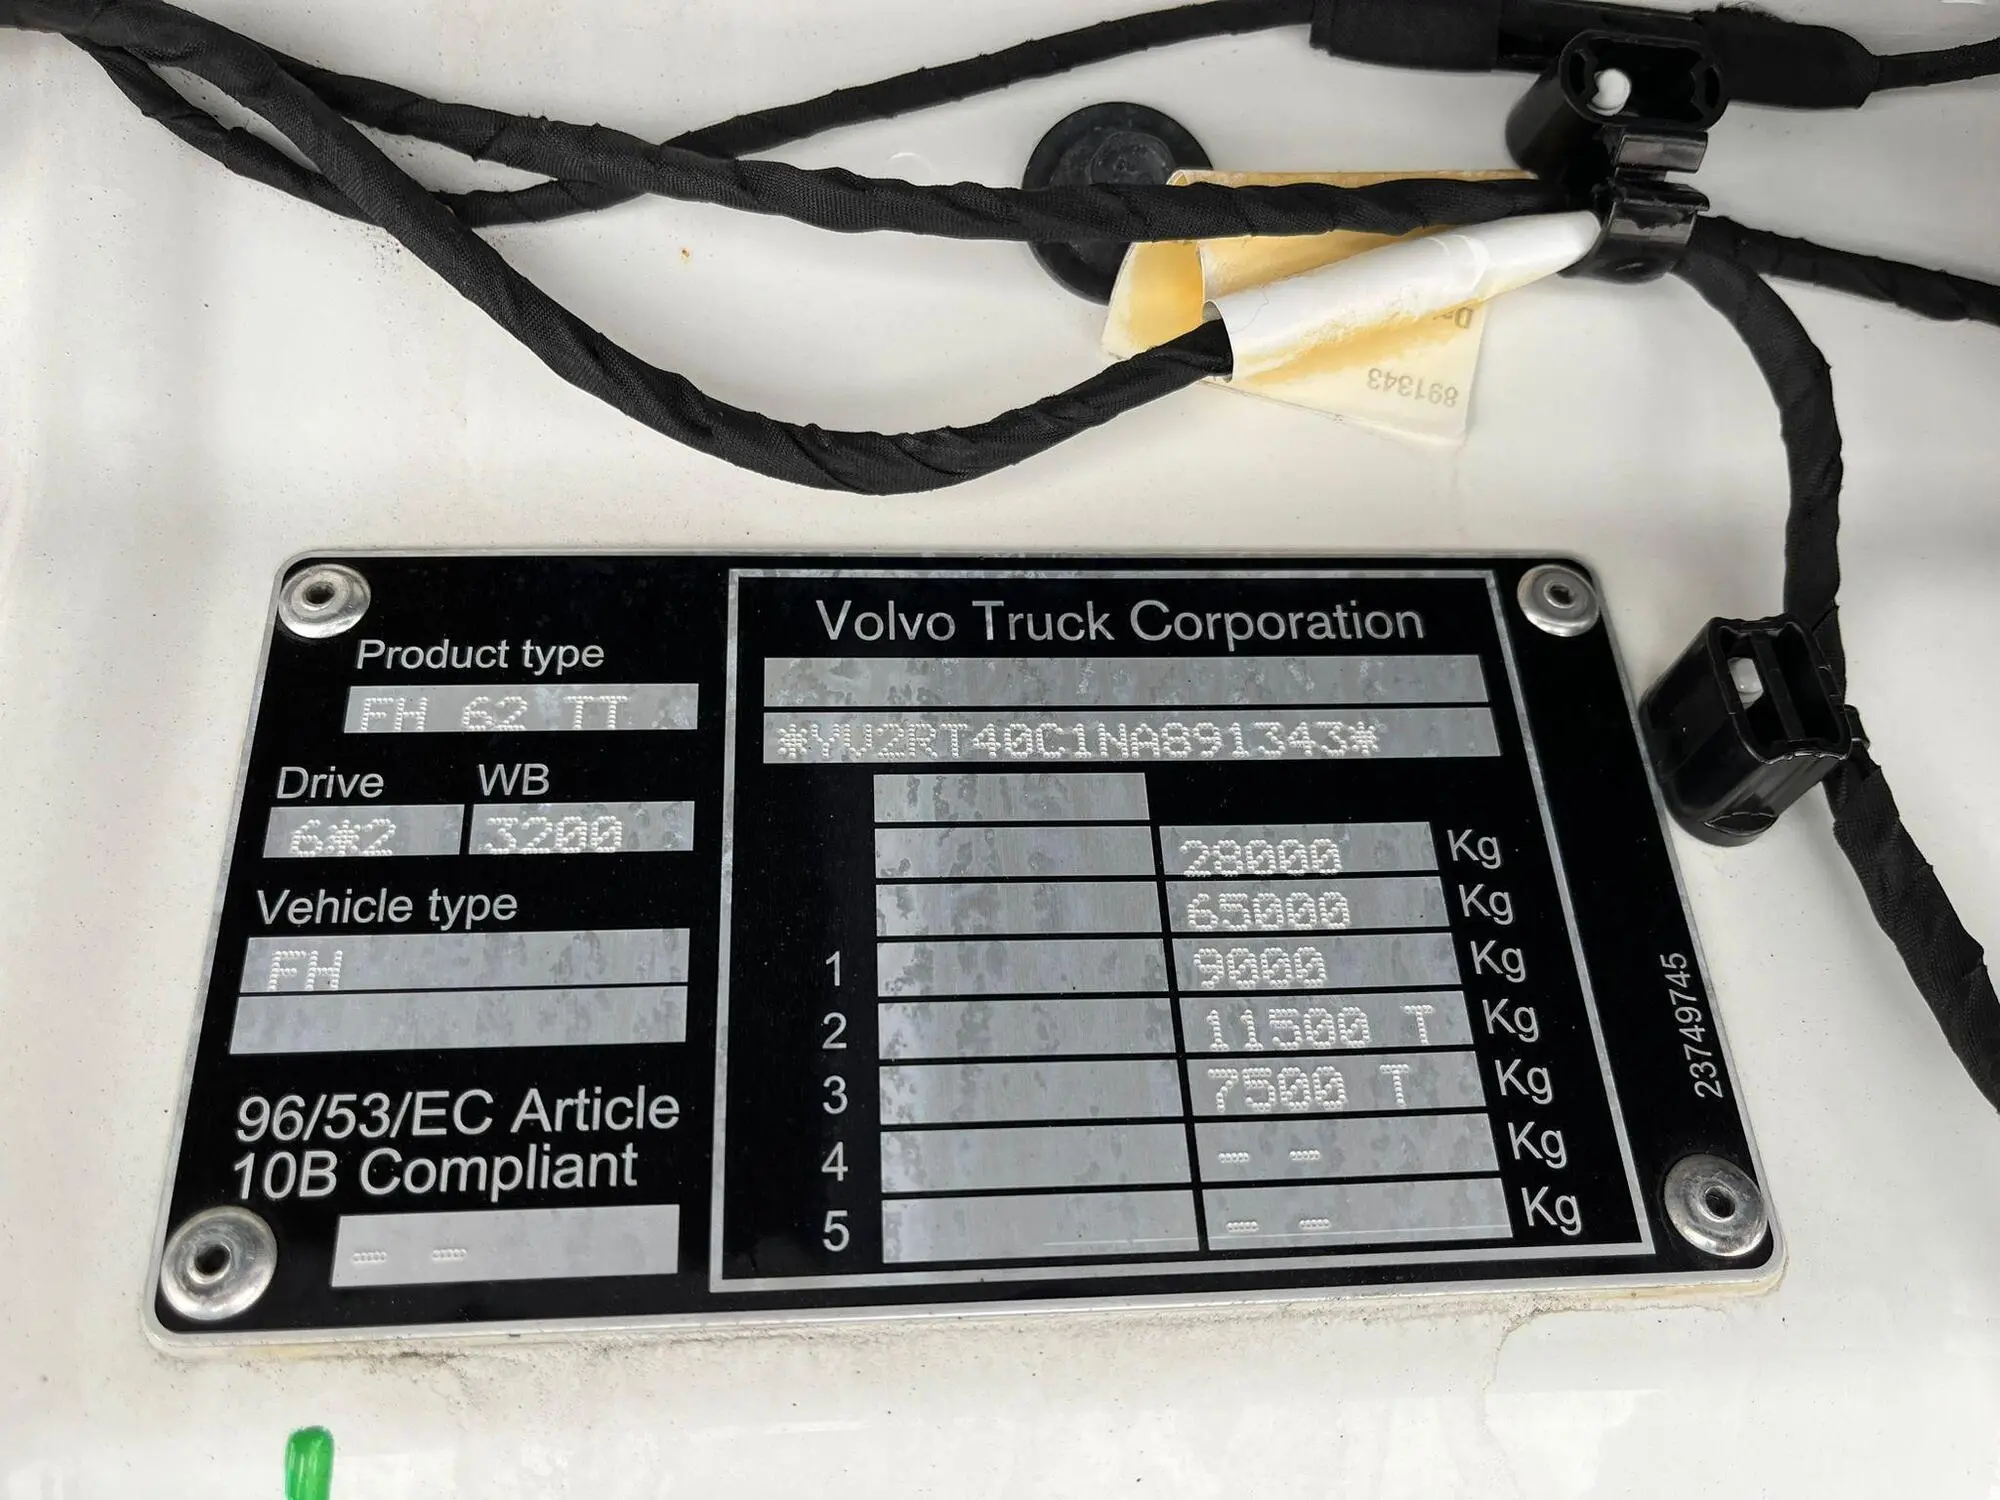 Da
891343
Product type
FH 62 TT
Drive WB
6*2 3200
Vehicle type
FH
96/53/EC Article
10B Compliant
-- --
Volvo Truck Corporation
*YV2RT40C1NA891343*
28000 Kg
65000 Kg
1 9000 Kg
2 11500 T Kg
3 7500 T Kg
4 -- -- Kg
5 -- -- Kg
23749745